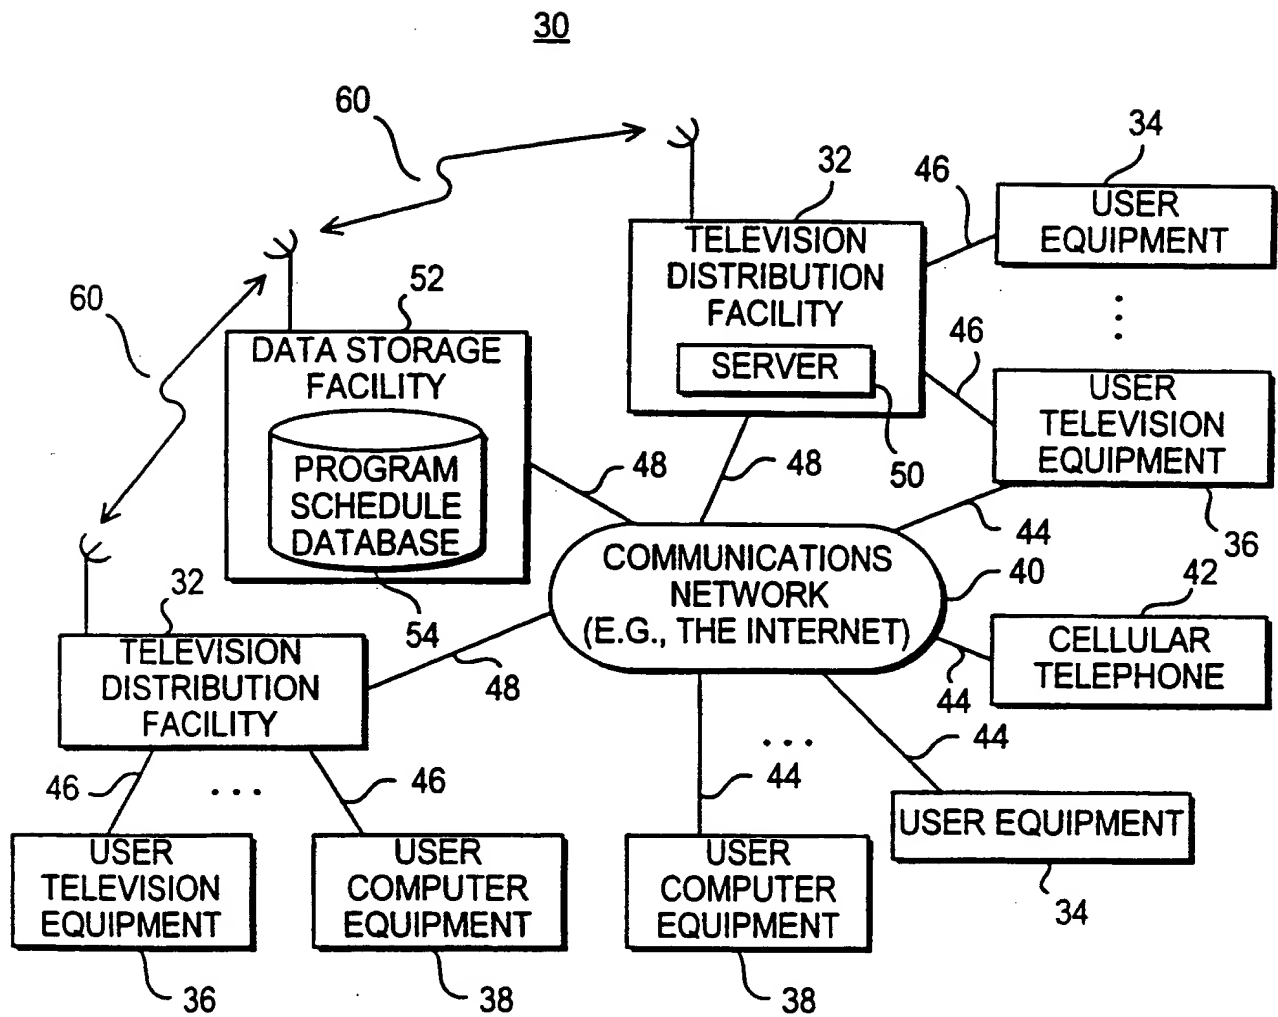 30
60
34
32
46
USER
EQUIPMENT
TELEVISION
DISTRIBUTION
FACILITY
SERVER
52
60
DATA STORAGE
FACILITY
PROGRAM
SCHEDULE
DATABASE
46
USER
TELEVISION
EQUIPMENT
48
48
50
44
36
COMMUNICATIONS
NETWORK
(E.G., THE INTERNET)
40
42
32
54
CELLULAR
TELEPHONE
TELEVISION
DISTRIBUTION
FACILITY
48
44
44
46
. . .
46
. . .
44
USER EQUIPMENT
34
USER
TELEVISION
EQUIPMENT
USER
COMPUTER
EQUIPMENT
USER
COMPUTER
EQUIPMENT
36
38
38